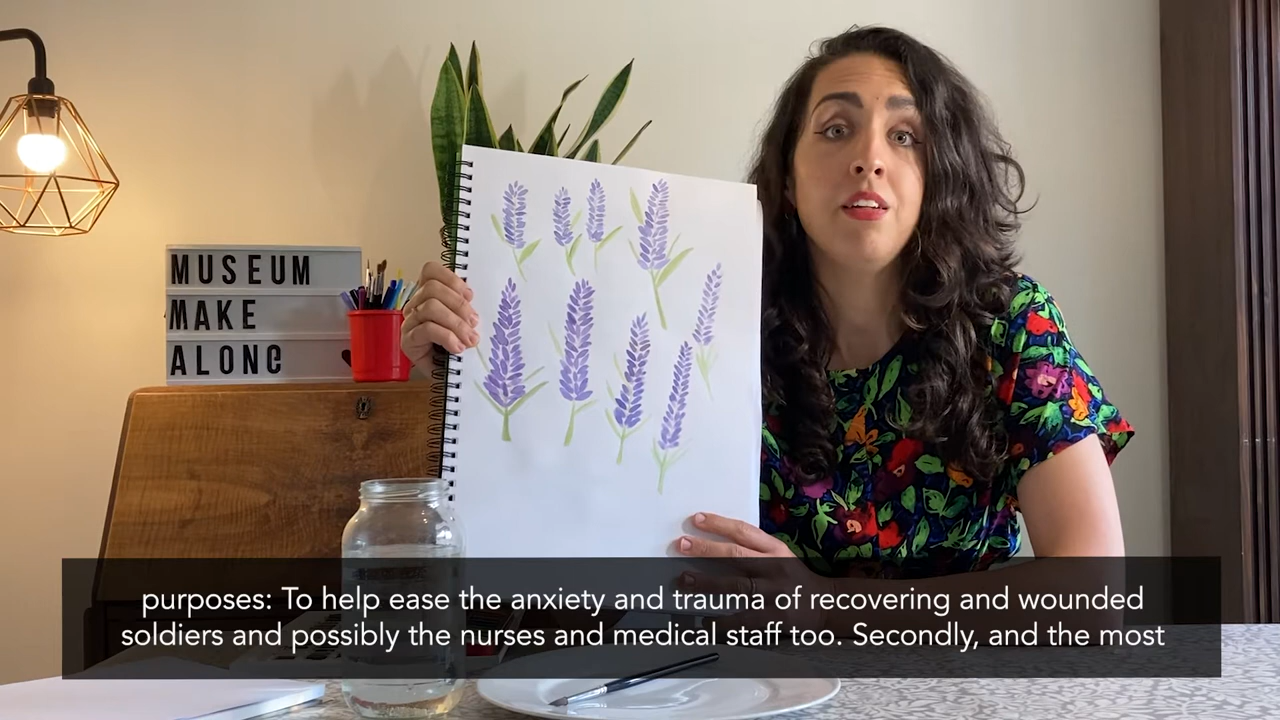 MUSEUM
MAKE
ALONG
purposes: To help ease the anxiety and trauma of recovering and wounded
soldiers and possibly the nurses and medical staff too. Secondly, and the most